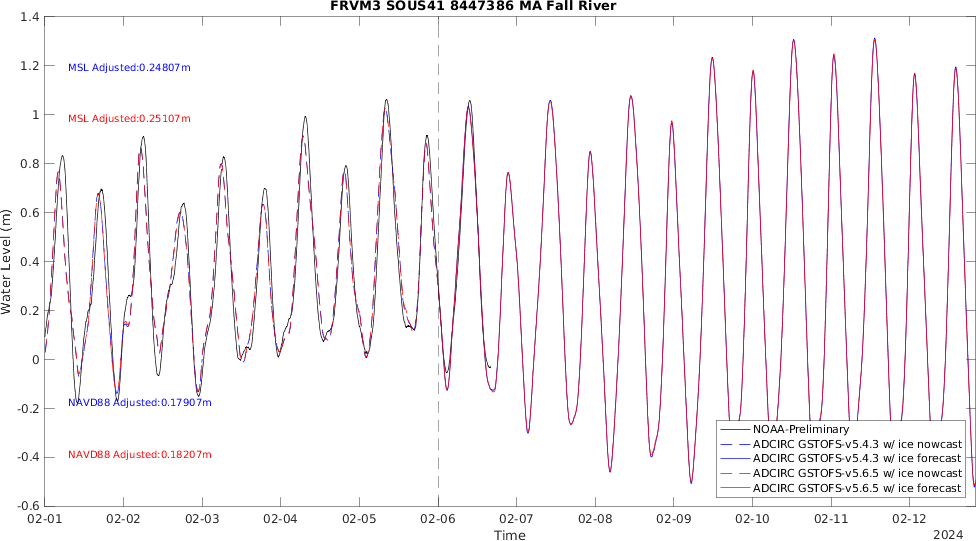 FRVM3 SOUS41 8447386 MA Fall River
1.4
1.2
1
0.8
0.6
0.4
0.2
0
-0.2
-0.4
-0.6
Water Level (m)
MSL Adjusted:0.24807m
MSL Adjusted:0.25107m
NAVD88 Adjusted:0.17907m
NAVD88 Adjusted:0.18207m
NOAA-Preliminary
ADCIRC GSTOFS-v5.4.3 w/ ice nowcast
ADCIRC GSTOFS-v5.4.3 w/ ice forecast
ADCIRC GSTOFS-v5.6.5 w/ ice nowcast
ADCIRC GSTOFS-v5.6.5 w/ ice forecast
02-01 02-02 02-03 02-04 02-05 02-06 02-07 02-08 02-09 02-10 02-11 02-12
Time
2024